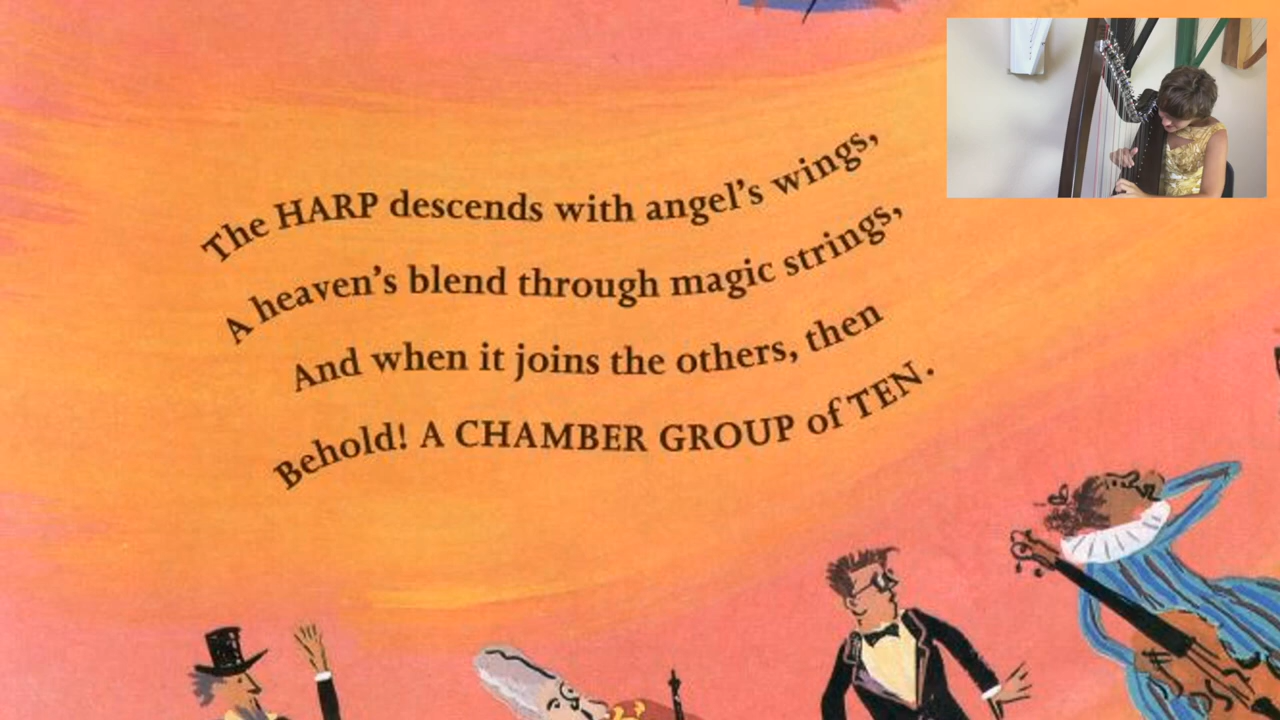 The HARP descends with angel's wings,
A heaven's blend through magic strings,
And when it joins the others, then
Behold! A CHAMBER GROUP of TEN.